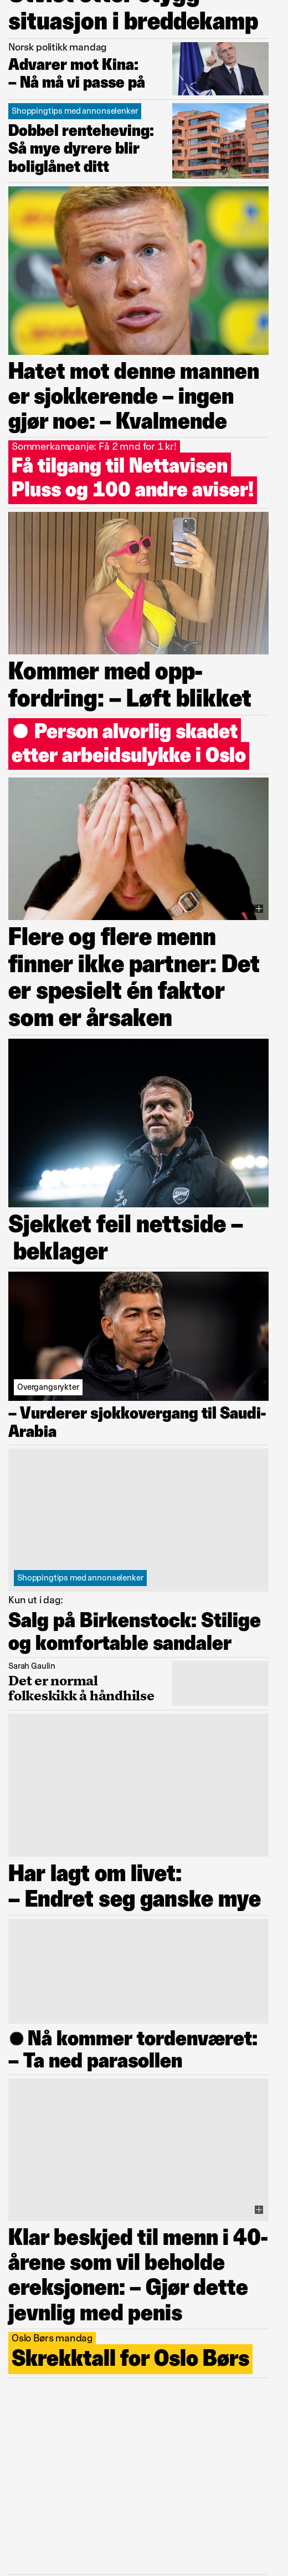 situasjon i breddekamp
Norsk politikk mandag
Advarer mot Kina:
– Nå må vi passe på
Shoppingtips med annonselenker
Dobbel renteheving:
Så mye dyrere blir
boliglånet ditt
Hatet mot denne mannen
er sjokkerende – ingen
gjør noe: – Kvalmende
Sommerkampanje: Få 2 mnd for 1 kr!
Få tilgang til Nettavisen
Pluss og 100 andre aviser!
Kommer med opp-
fordring: – Løft blikket
Person alvorlig skadet
etter arbeidsulykke i Oslo
Flere og flere menn
finner ikke partner: Det
er spesielt én faktor
som er årsaken
Sjekket feil nettside –
beklager
Overgangsrykter
– Vurderer sjokkovergang til Saudi-
Arabia
Shoppingtips med annonselenker
Kun ut i dag:
Salg på Birkenstock: Stilige
og komfortable sandaler
Sarah Gaulin
Det er normal
folkeskikk å håndhilse
Har lagt om livet:
– Endret seg ganske mye
Nå kommer tordenværet:
– Ta ned parasollen
Klar beskjed til menn i 40-
årene som vil beholde
ereksjonen: – Gjør dette
jevnlig med penis
Oslo Børs mandag
Skrekktall for Oslo Børs